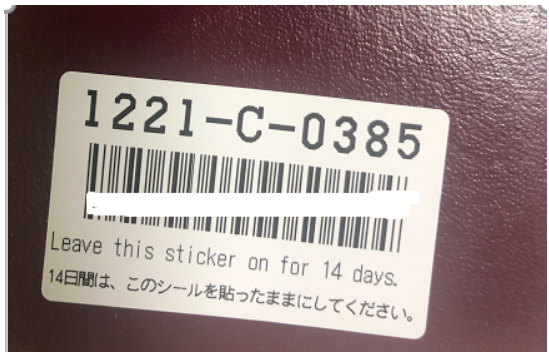 1221-C-0385
Leave this sticker on for 14 days.
14日間は、このシールを貼ったままにしてください。